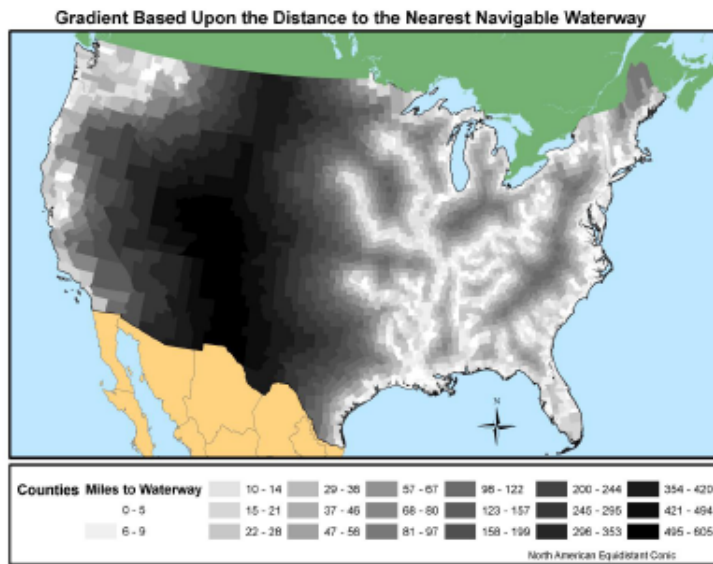 Gradient Based Upon the Distance to the Nearest Navigable Waterway
N
Counties Miles to Waterway
0 - 5
6 - 9
10 - 14 29 - 36 57 - 67 98 - 122 200 - 244 354 - 420
15 - 21 37 - 46 68 - 80 123 - 157 245 - 295 421 - 494
22 - 28 47 - 56 81 - 97 158 - 199 296 - 353 495 - 605
North American Equidistant Conic